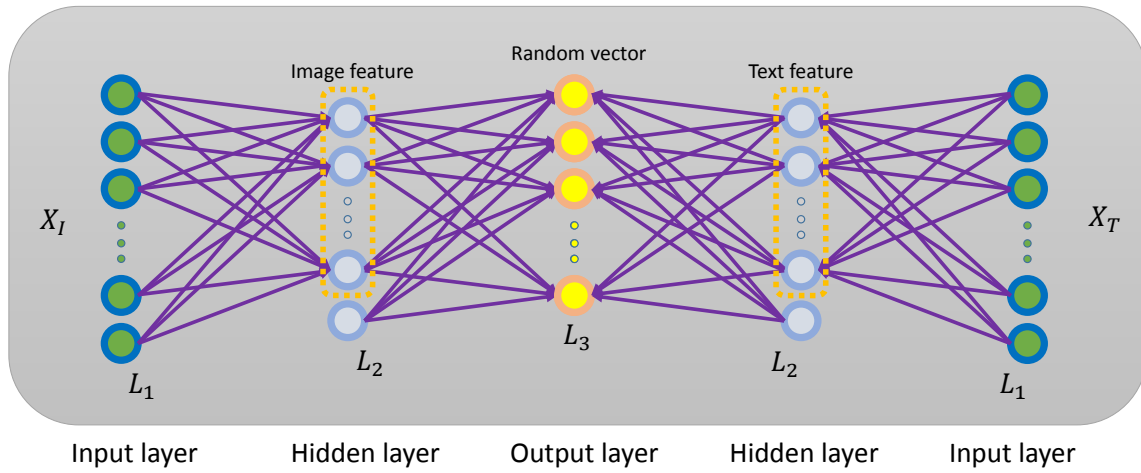 Random vector
Image feature
Text feature
X_I
X_T
L_3
L_2
L_2
L_1
L_1
Input layer
Hidden layer
Output layer
Hidden layer
Input layer